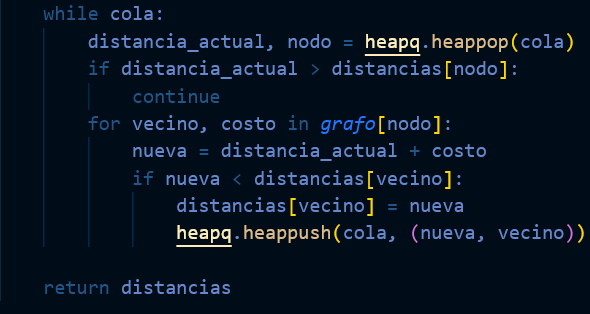 while cola:
    distancia_actual, nodo = heapq.heappop(cola)
    if distancia_actual > distancias[nodo]:
        continue
    for vecino, costo in grafo[nodo]:
        nueva = distancia_actual + costo
        if nueva < distancias[vecino]:
            distancias[vecino] = nueva
            heapq.heappush(cola, (nueva, vecino))
return distancias